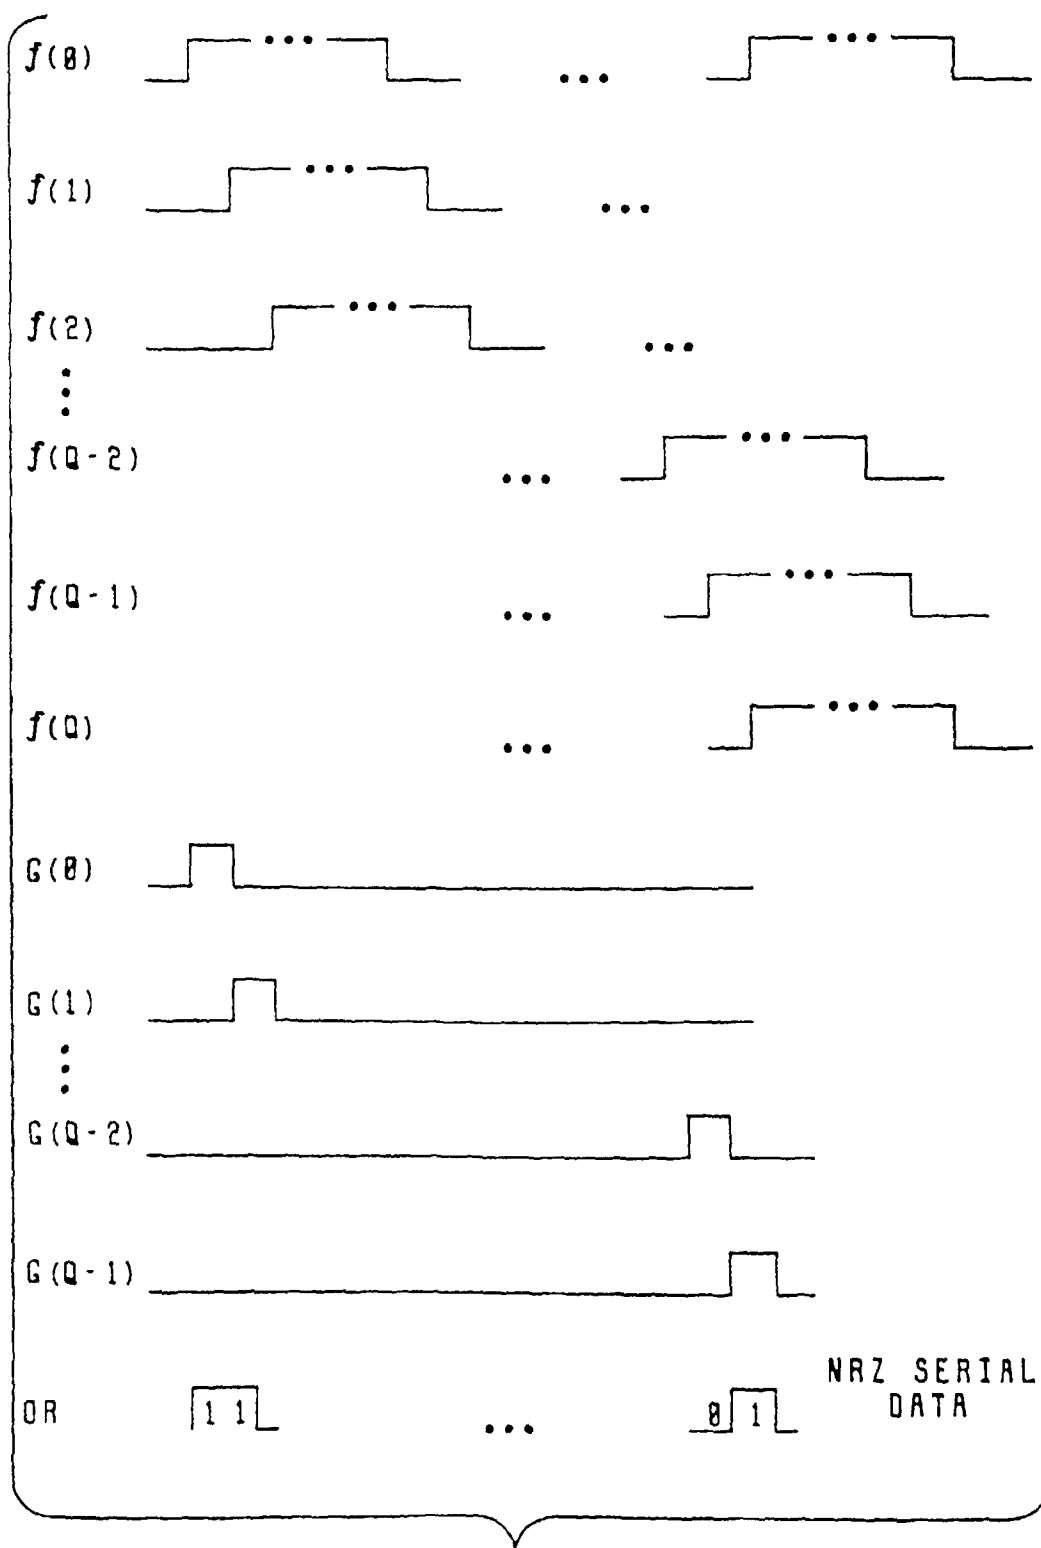 f(0)
f(1)
f(2)
f(Q-2)
f(Q-1)
f(Q)
G(0)
G(1)
G(Q-2)
G(Q-1)
OR 1 1 ... 0 1
NRZ SERIAL
DATA